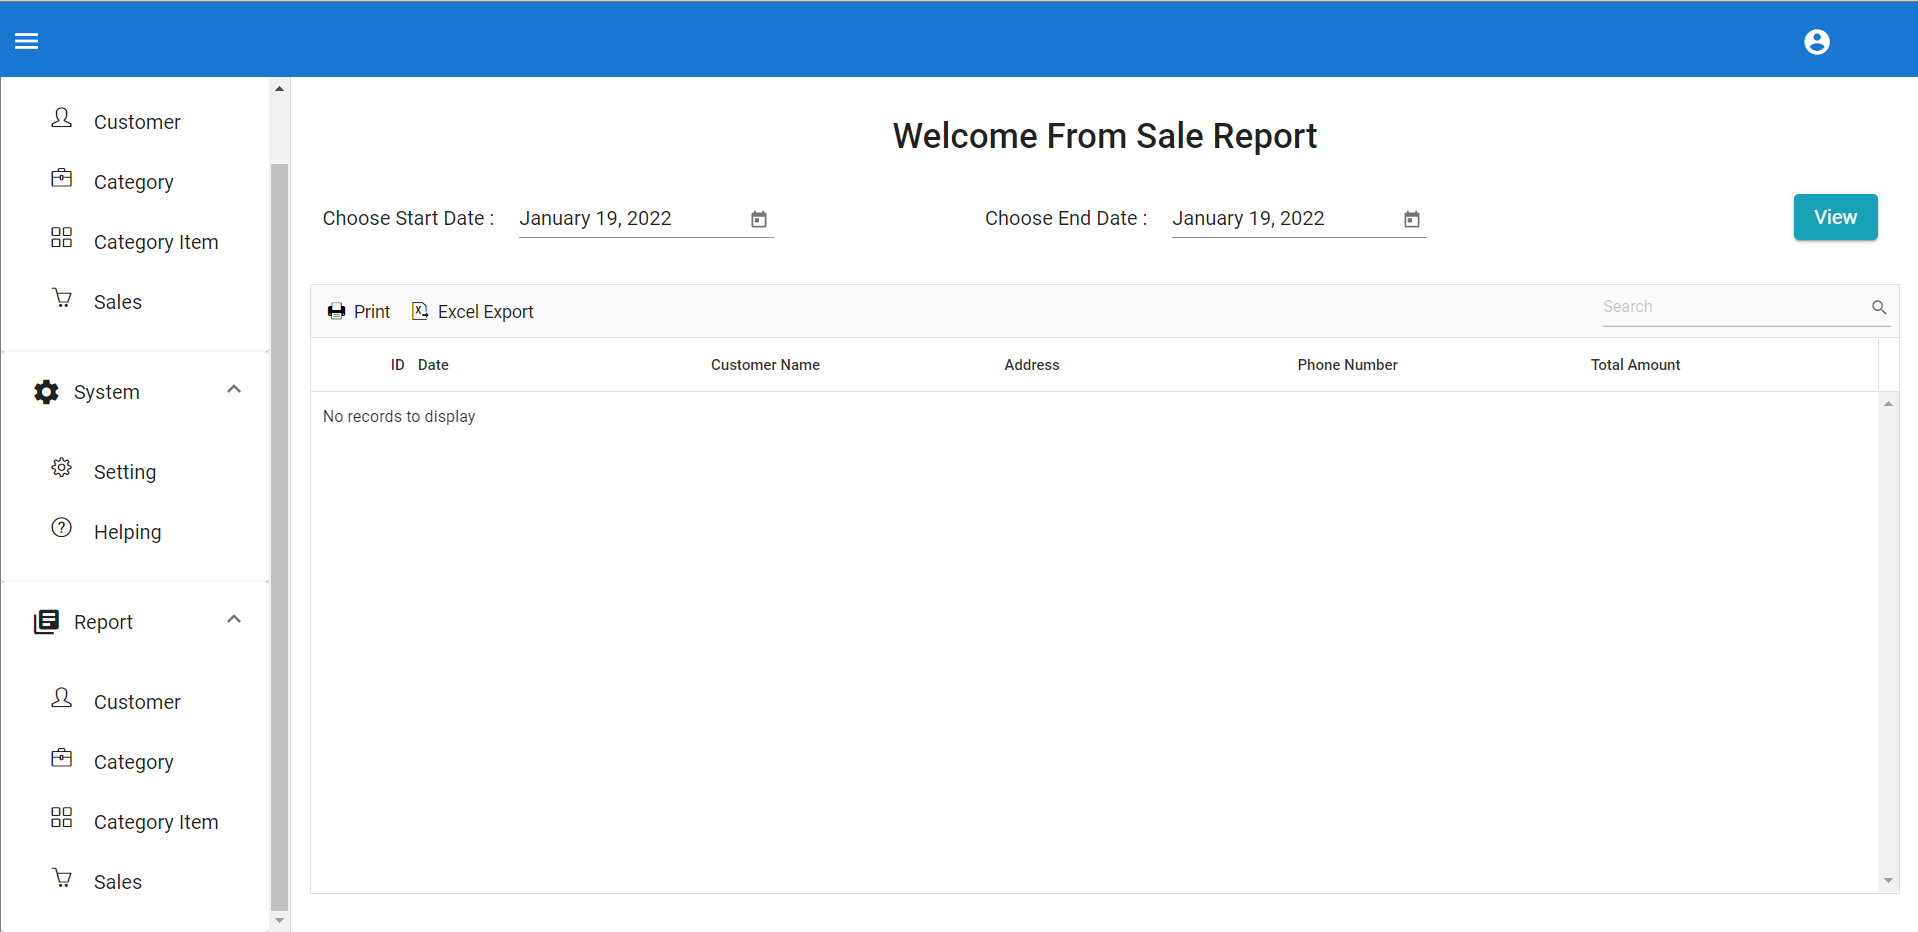 Customer
Category
Category Item
Sales
System
Setting
Helping
Report
Customer
Category
Category Item
Sales
Welcome From Sale Report
Choose Start Date : January 19, 2022 Choose End Date : January 19, 2022 View
Print Excel Export Search
ID Date Customer Name Address Phone Number Total Amount
No records to display